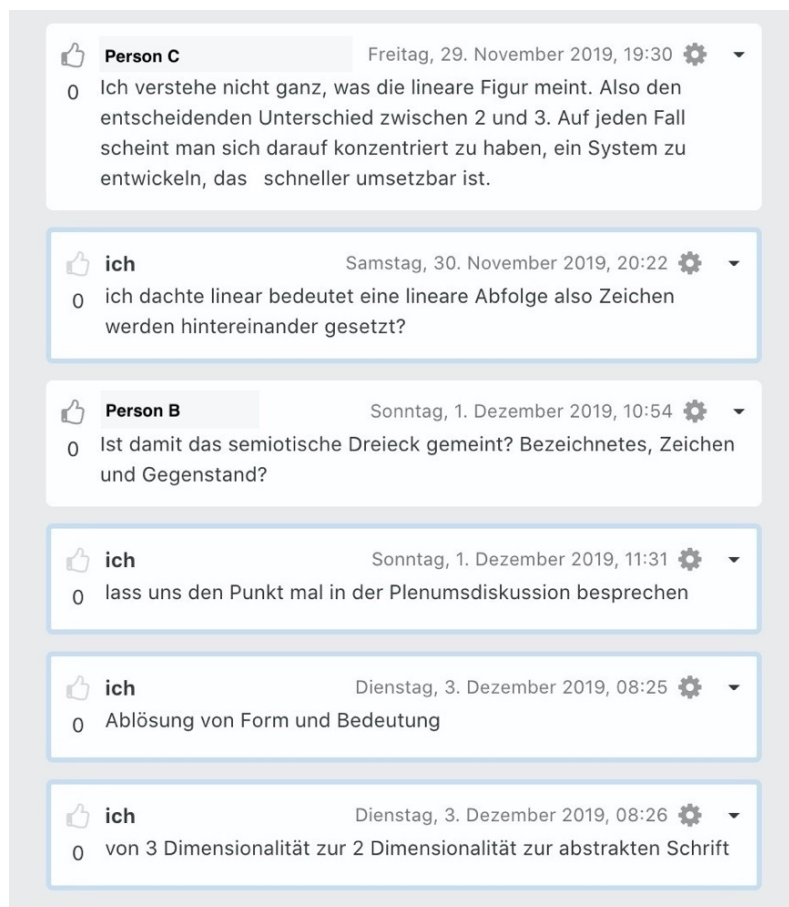 Person C Freitag, 29. November 2019, 19:30
0 Ich verstehe nicht ganz, was die lineare Figur meint. Also den
entscheidenden Unterschied zwischen 2 und 3. Auf jeden Fall
scheint man sich darauf konzentriert zu haben, ein System zu
entwickeln, das schneller umsetzbar ist.
ich Samstag, 30. November 2019, 20:22
0 ich dachte linear bedeutet eine lineare Abfolge also Zeichen
werden hintereinander gesetzt?
Person B Sonntag, 1. Dezember 2019, 10:54
0 Ist damit das semiotische Dreieck gemeint? Bezeichnetes, Zeichen
und Gegenstand?
ich Sonntag, 1. Dezember 2019, 11:31
0 lass uns den Punkt mal in der Plenumsdiskussion besprechen
ich Dienstag, 3. Dezember 2019, 08:25
0 Ablösung von Form und Bedeutung
ich Dienstag, 3. Dezember 2019, 08:26
0 von 3 Dimensionalität zur 2 Dimensionalität zur abstrakten Schrift